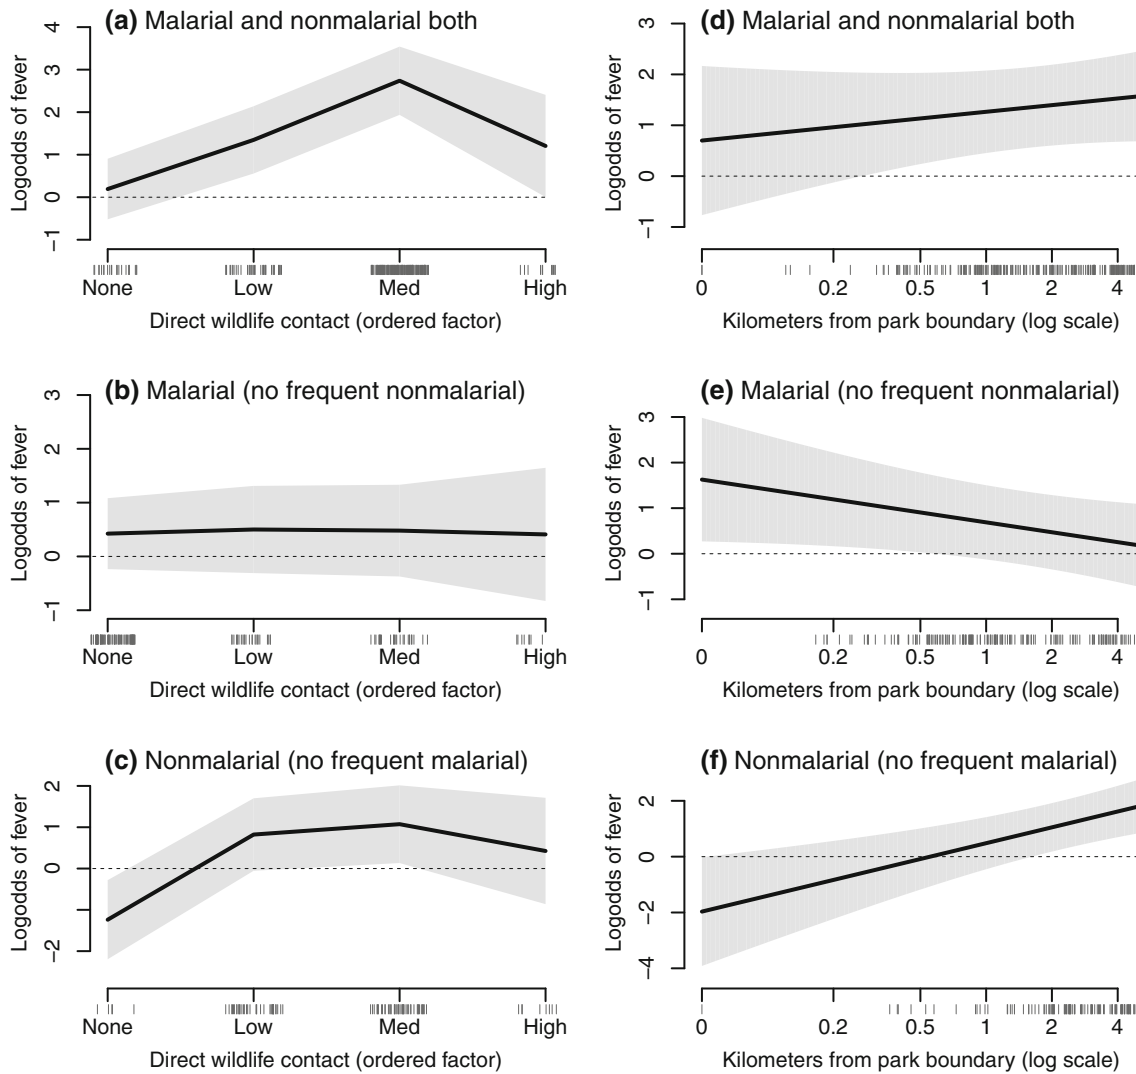 (a) Malarial and nonmalarial both
Logodds of fever
4
3
2
1
0
−1
None Low Med High
Direct wildlife contact (ordered factor)
(d) Malarial and nonmalarial both
Logodds of fever
3
2
1
0
−1
0 0.2 0.5 1 2 4
Kilometers from park boundary (log scale)
(b) Malarial (no frequent nonmalarial)
Logodds of fever
3
2
1
0
−1
None Low Med High
Direct wildlife contact (ordered factor)
(e) Malarial (no frequent nonmalarial)
Logodds of fever
3
2
1
0
−1
0 0.2 0.5 1 2 4
Kilometers from park boundary (log scale)
(c) Nonmalarial (no frequent malarial)
Logodds of fever
2
1
0
−2
None Low Med High
Direct wildlife contact (ordered factor)
(f) Nonmalarial (no frequent malarial)
Logodds of fever
2
0
−2
−4
0 0.2 0.5 1 2 4
Kilometers from park boundary (log scale)